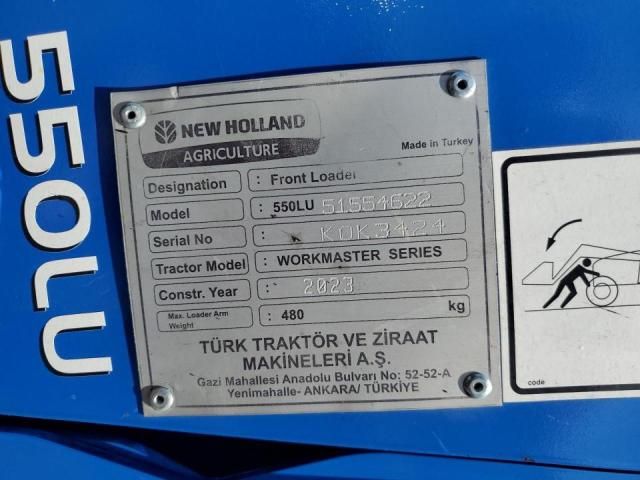 550LU
NEW HOLLAND
AGRICULTURE
Made in Turkey
Designation : Front Loader
Model : 550LU 51554622
Serial No : KOK3424
Tractor Model : WORKMASTER SERIES
Constr. Year : 2023
Max. Loader Arm Weight : 480 kg
TÜRK TRAKTÖR VE ZİRAAT
MAKİNELERİ A.Ş.
Gazi Mahallesi Anadolu Bulvarı No: 52-52-A
Yenimahalle- ANKARA/ TÜRKİYE
code